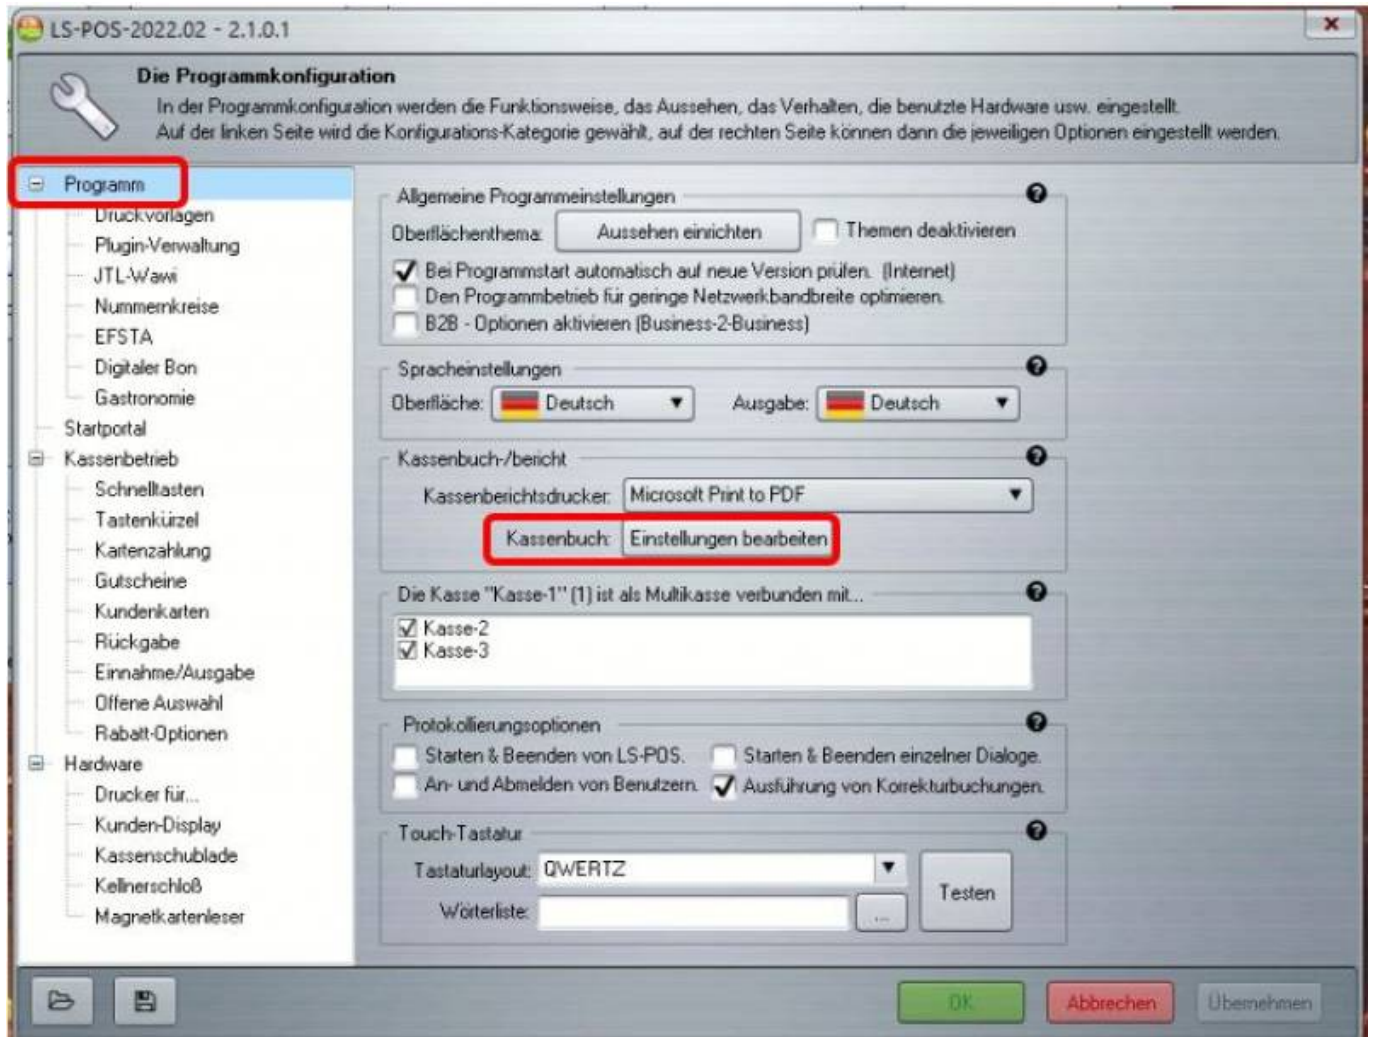 LS-POS-2022.02 - 2.1.0.1
Die Programmkonfiguration
In der Programmkonfiguration werden die Funktionsweise, das Aussehen, das Verhalten, die benutzte Hardware usw. eingestellt.
Auf der linken Seite wird die Konfigurations-Kategorie gewählt, auf der rechten Seite können dann die jeweiligen Optionen eingestellt werden.
Programm
Druckvorlagen
Plugin-Verwaltung
JTL-Wawi
Nummernkreise
EFSTA
Digitaler Bon
Gastronomie
Startportal
Kassenbetrieb
Schnelltasten
Tastenkürzel
Kartenzahlung
Gutscheine
Kundenkarten
Rückgabe
Einnahme/Ausgabe
Offene Auswahl
Rabatt-Optionen
Hardware
Drucker für...
Kunden-Display
Kassenschublade
Kellnerschloß
Magnetkartenleser
Allgemeine Programmeinstellungen
Oberflächenthema: Aussehen einrichten Themen deaktivieren
Bei Programmstart automatisch auf neue Version prüfen. (Internet)
Den Programmbetrieb für geringe Netzwerkbandbreite optimieren.
B2B - Optionen aktivieren (Business-2-Business)
Spracheinstellungen
Oberfläche: Deutsch Ausgabe: Deutsch
Kassenbuch-/bericht
Kassenberichtsdrucker: Microsoft Print to PDF
Kassenbuch: Einstellungen bearbeiten
Die Kasse "Kasse-1" (1) ist als Multikasse verbunden mit...
Kasse-2
Kasse-3
Protokollierungsoptionen
Starten & Beenden von LS-POS. Starten & Beenden einzelner Dialoge.
An- und Abmelden von Benutzern. Ausführung von Korrekturbuchungen.
Touch-Tastatur
Tastaturlayout: QWERTZ
Testen
Wörterliste: ...
OK Abbrechen Übernehmen